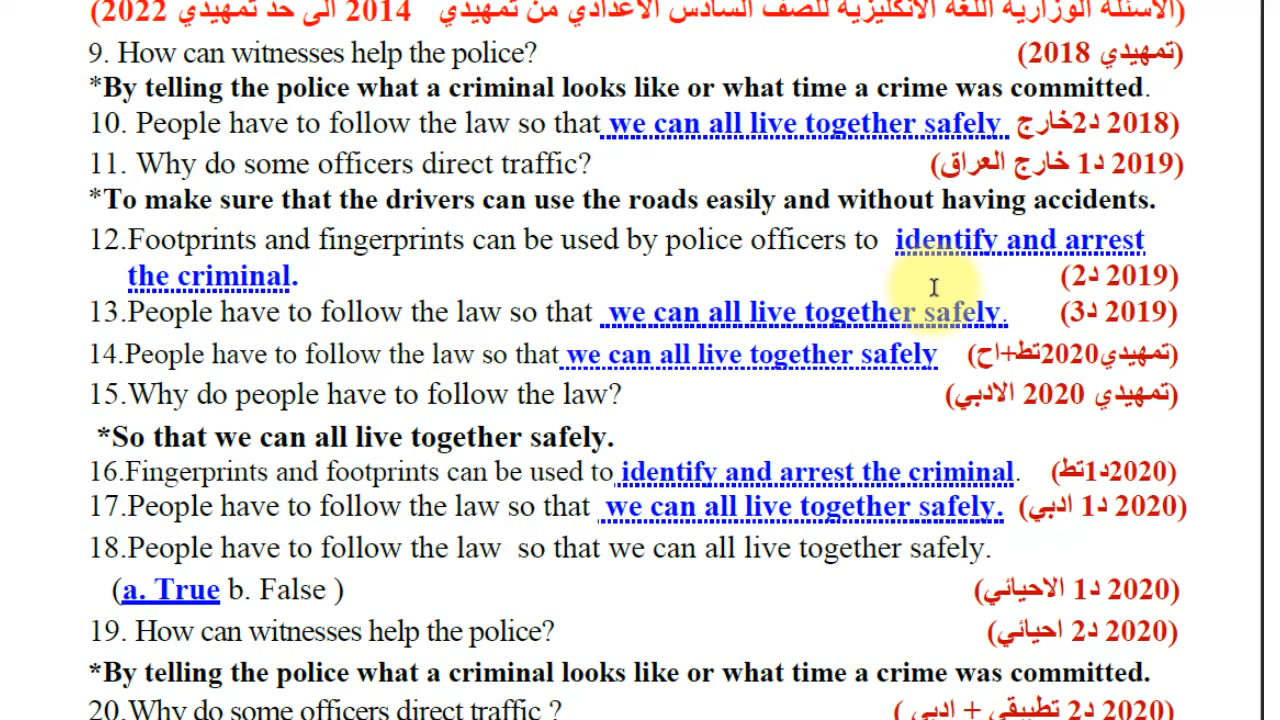 (الاسئلة الوزارية اللغة الانكليزية للصف السادس الاعدادي من تمهيدي 2014 الى حد تمهيدي 2022)
9. How can witnesses help the police? (تمهيدي 2018)
*By telling the police what a criminal looks like or what time a crime was committed.
10. People have to follow the law so that we can all live together safely 2018 د2خارج)
11. Why do some officers direct traffic? (2019 د1 خارج العراق)
*To make sure that the drivers can use the roads easily and without having accidents.
12.Footprints and fingerprints can be used by police officers to identify and arrest
the criminal. (2019 د2)
13.People have to follow the law so that we can all live together safely. (2019 د3)
14.People have to follow the law so that we can all live together safely (تمهيدي2020تط+اح)
15.Why do people have to follow the law? (تمهيدي 2020 الادبي)
*So that we can all live together safely.
16.Fingerprints and footprints can be used to identify and arrest the criminal. (2020د1تط)
17.People have to follow the law so that we can all live together safely. (2020 د1 ادبي)
18.People have to follow the law so that we can all live together safely.
(a. True b. False ) (2020 د1 الاحيائي)
19. How can witnesses help the police? (2020 د2 احيائي)
*By telling the police what a criminal looks like or what time a crime was committed.
20.Why do some officers direct traffic ? (2020 د2 تطبيقي + ادبي )